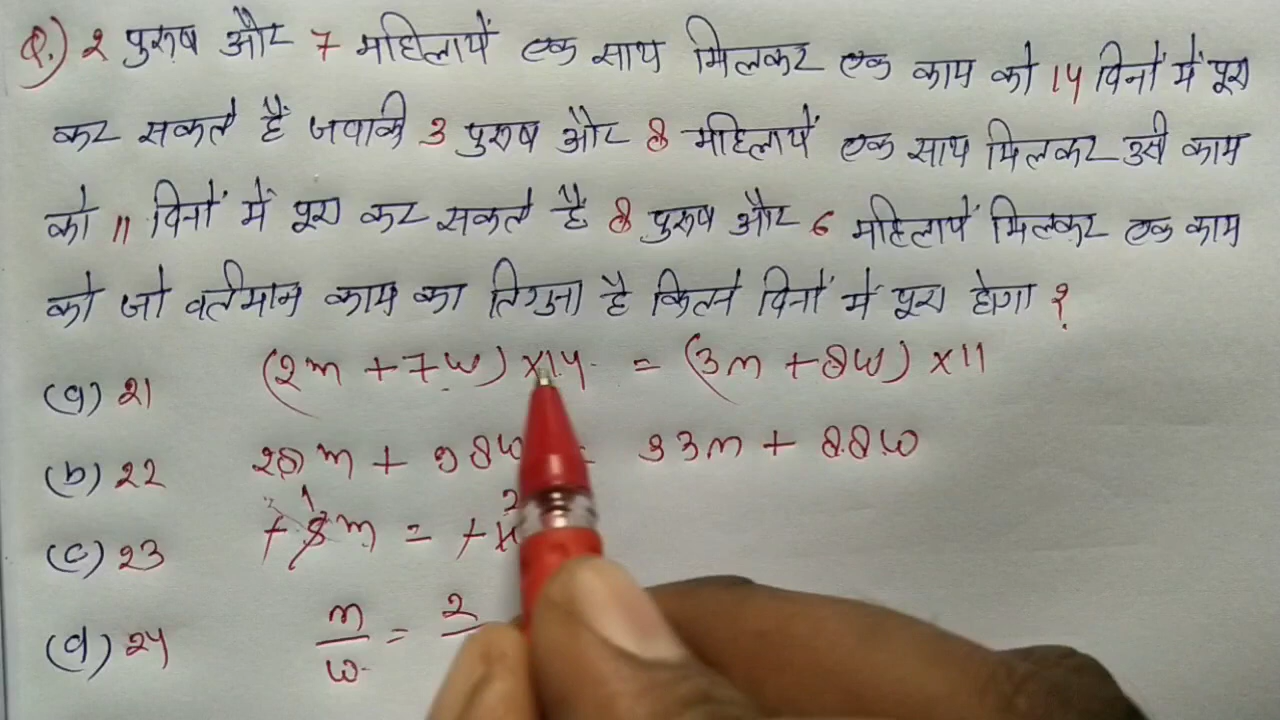 Q.) 2 पुरुष और 7 महिलायें एक साथ मिलकर एक काम को 14 दिनों में पूरा
कर सकते हैं जबकि 3 पुरुष और 8 महिलायें एक साथ मिलकर उसी काम
को 11 दिनों में पूरा कर सकते हैं 8 पुरुष और 6 महिलायें मिलकर एक काम
को जो वर्तमान काम का तिगुना है कितने दिनों में पूरा होगा ?
(2m + 7w) × 14 = (3m + 8w) × 11
(a) 21
28m + 98w = 33m + 88w
(b) 22
(c) 23
m/w = 2
(d) 24